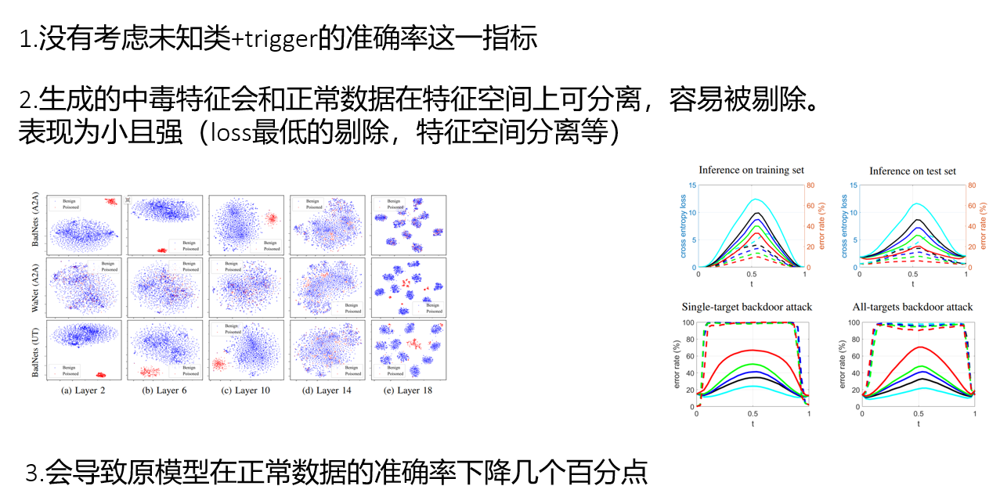 1.没有考虑未知类+trigger的准确率这一指标
2.生成的中毒特征会和正常数据在特征空间上可分离，容易被剔除。
表现为小且强（loss最低的剔除，特征空间分离等）
BadNets (A2A)
Benign
Poisoned
Benign
Poisoned
Benign
Poisoned
Benign
Poisoned
Benign
Poisoned
WaNet (A2A)
Benign
Poisoned
Benign
Poisoned
Benign
Poisoned
Benign
Poisoned
Benign
Poisoned
BadNets (UT)
Benign
Poisoned
Benign
Poisoned
Benign
Poisoned
Benign
Poisoned
Benign
Poisoned
(a) Layer 2
(b) Layer 6
(c) Layer 10
(d) Layer 14
(e) Layer 18
Inference on training set
15
10
5
0
cross entropy loss
80
60
40
20
0
error rate (%)
0
0.5
1
t
Inference on test set
15
10
5
0
cross entropy loss
80
60
40
20
0
error rate (%)
0
0.5
1
t
Single-target backdoor attack
100
80
60
40
20
0
error rate (%)
0
0.5
1
t
All-targets backdoor attack
100
80
60
40
20
0
error rate (%)
0
0.5
1
t
3.会导致原模型在正常数据的准确率下降几个百分点